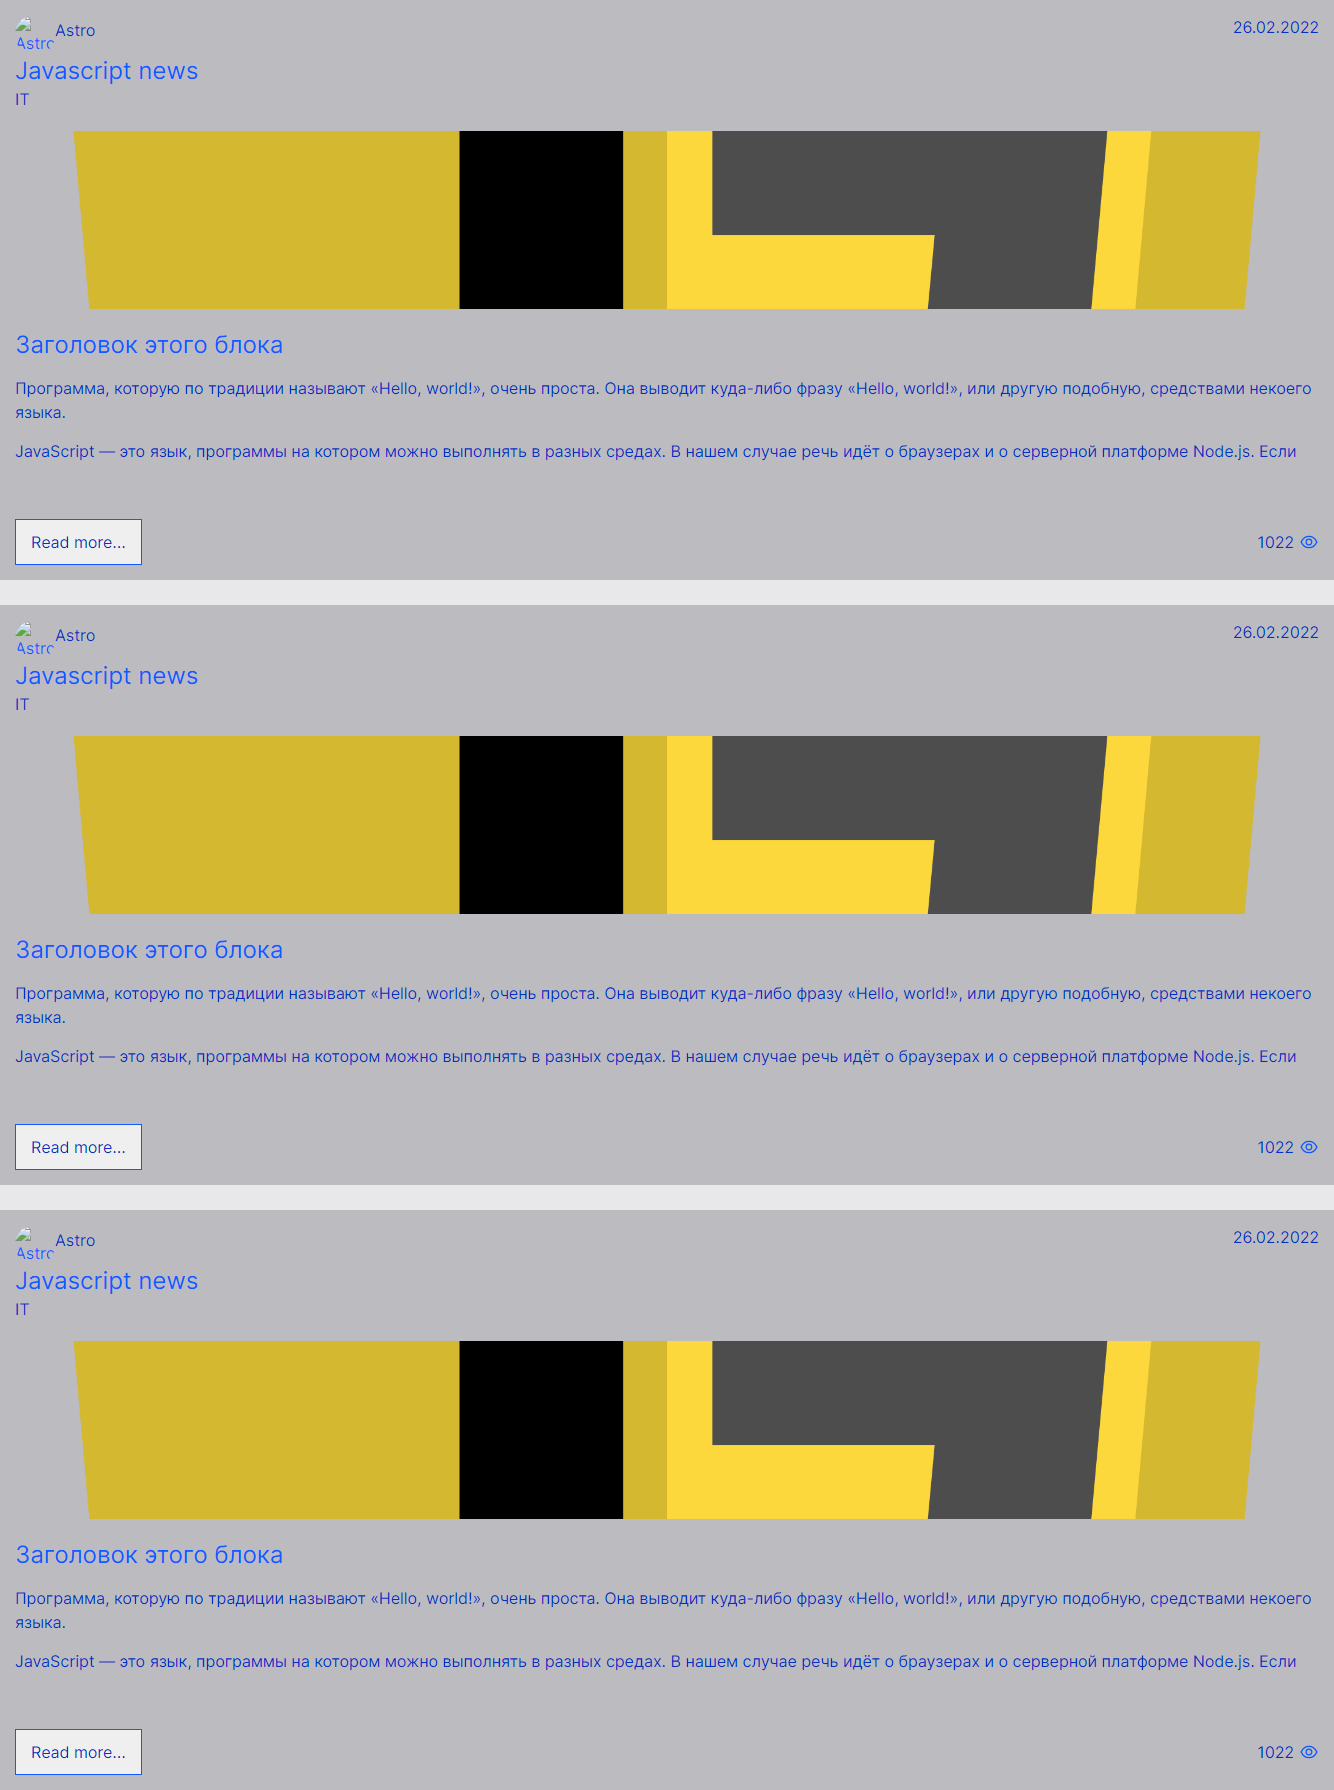 Astro
Astro
26.02.2022
Javascript news
IT
Заголовок этого блока
Программа, которую по традиции называют «Hello, world!», очень проста. Она выводит куда-либо фразу «Hello, world!», или другую подобную, средствами некоего
языка.
JavaScript — это язык, программы на котором можно выполнять в разных средах. В нашем случае речь идёт о браузерах и о серверной платформе Node.js. Если
Read more...
1022
Astro
Astro
26.02.2022
Javascript news
IT
Заголовок этого блока
Программа, которую по традиции называют «Hello, world!», очень проста. Она выводит куда-либо фразу «Hello, world!», или другую подобную, средствами некоего
языка.
JavaScript — это язык, программы на котором можно выполнять в разных средах. В нашем случае речь идёт о браузерах и о серверной платформе Node.js. Если
Read more...
1022
Astro
Astro
26.02.2022
Javascript news
IT
Заголовок этого блока
Программа, которую по традиции называют «Hello, world!», очень проста. Она выводит куда-либо фразу «Hello, world!», или другую подобную, средствами некоего
языка.
JavaScript — это язык, программы на котором можно выполнять в разных средах. В нашем случае речь идёт о браузерах и о серверной платформе Node.js. Если
Read more...
1022